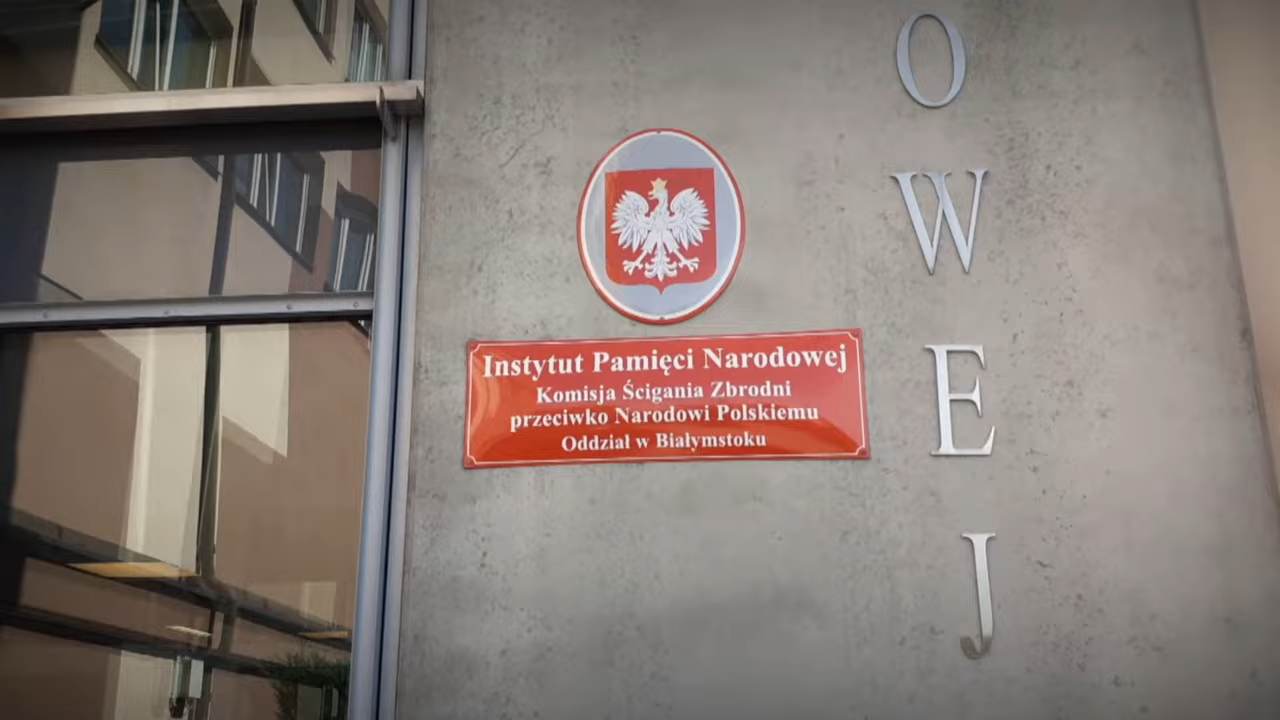 Instytut Pamięci Narodowej
Komisja Ścigania Zbrodni
przeciwko Narodowi Polskiemu
Oddział w Białymstoku
O
W
E
J